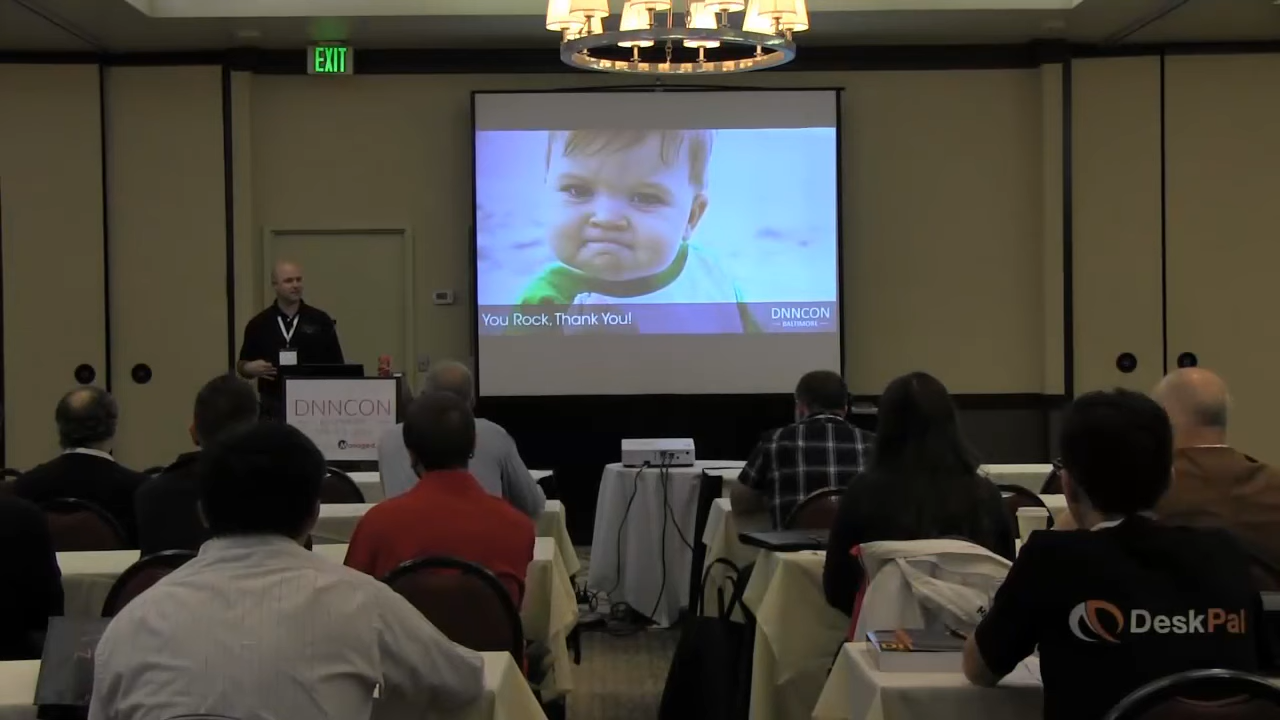 EXIT
You Rock, Thank You!
DNNCON
BALTIMORE
DNNCON
DeskPal